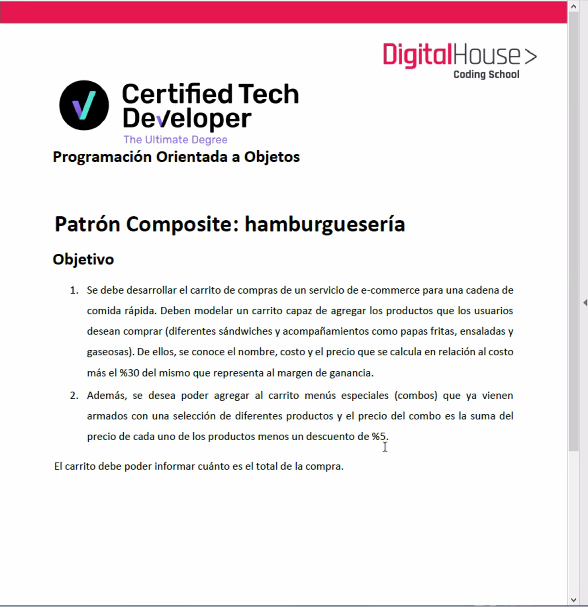 DigitalHouse>
Coding School
Certified Tech
Developer
The Ultimate Degree
Programación Orientada a Objetos
Patrón Composite: hamburguesería
Objetivo
1. Se debe desarrollar el carrito de compras de un servicio de e-commerce para una cadena de
comida rápida. Deben modelar un carrito capaz de agregar los productos que los usuarios
desean comprar (diferentes sándwiches y acompañamientos como papas fritas, ensaladas y
gaseosas). De ellos, se conoce el nombre, costo y el precio que se calcula en relación al costo
más el %30 del mismo que representa al margen de ganancia.
2. Además, se desea poder agregar al carrito menús especiales (combos) que ya vienen
armados con una selección de diferentes productos y el precio del combo es la suma del
precio de cada uno de los productos menos un descuento de %5.
El carrito debe poder informar cuánto es el total de la compra.